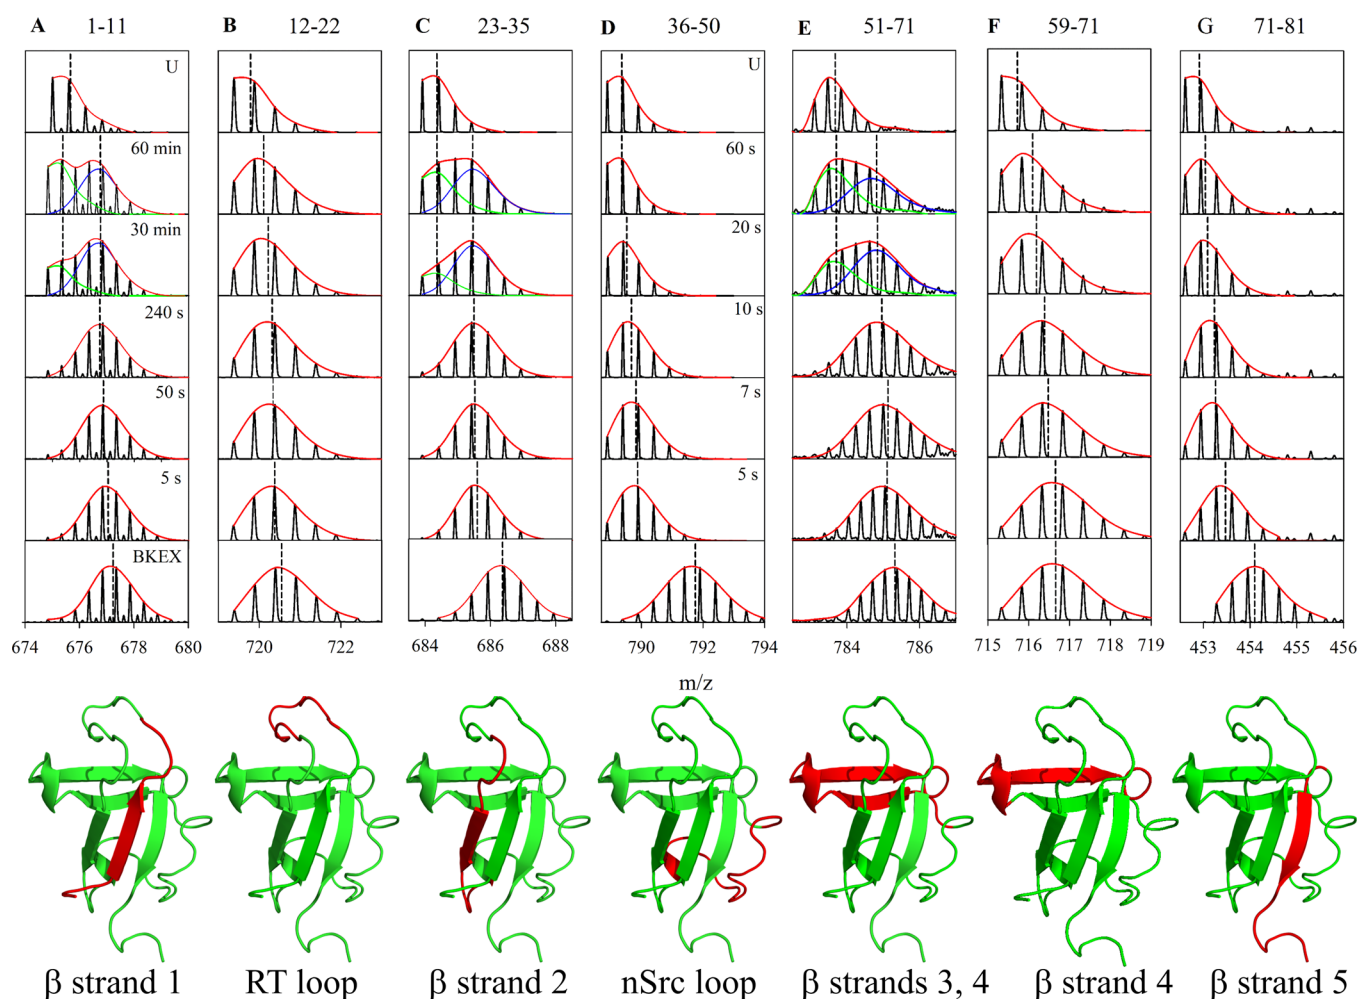 A 1-11 B 12-22 C 23-35 D 36-50 E 51-71 F 59-71 G 71-81
U U
60 min 60 s
30 min 20 s
240 s 10 s
50 s 7 s
5 s 5 s
BKEX
674 676 678 680 720 722 684 686 688 790 792 794 784 786 715 716 717 718 719 453 454 455 456
m/z
β strand 1 RT loop β strand 2 nSrc loop β strands 3, 4 β strand 4 β strand 5